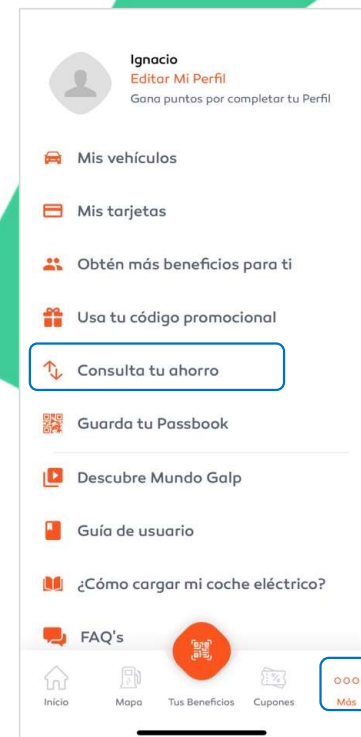 Ignacio
Editar Mi Perfil
Gana puntos por completar tu Perfil
Mis vehículos
Mis tarjetas
Obtén más beneficios para ti
Usa tu código promocional
Consulta tu ahorro
Guarda tu Passbook
Descubre Mundo Galp
Guía de usuario
¿Cómo cargar mi coche eléctrico?
FAQ's
Início
Mapa
Tus Beneficios
Cupones
Más